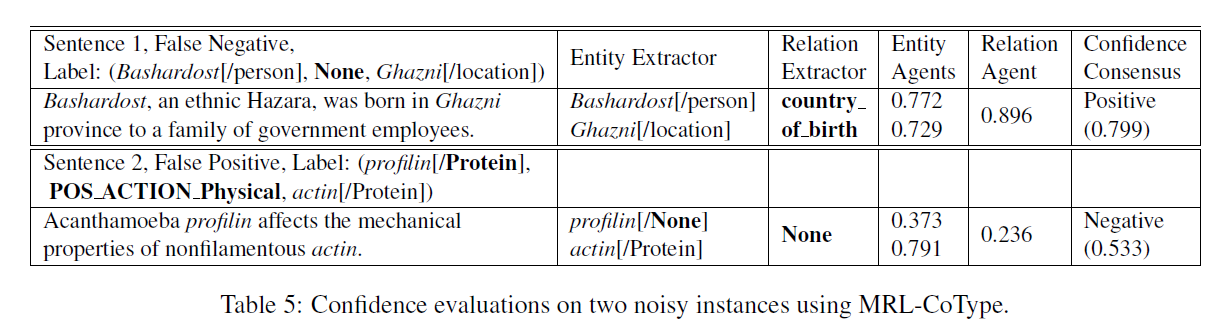 Sentence 1, False Negative,
Label: (Bashardost[/person], None, Ghazni[/location])
Entity Extractor
Relation
Extractor
Entity
Agents
Relation
Agent
Confidence
Consensus
Bashardost, an ethnic Hazara, was born in Ghazni
province to a family of government employees.
Bashardost[/person]
Ghazni[/location]
country_
of_birth
0.772
0.729
0.896
Positive
(0.799)
Sentence 2, False Positive, Label: (profilin[/Protein],
POS_ACTION_Physical, actin[/Protein])
Acanthamoeba profilin affects the mechanical
properties of nonfilamentous actin.
profilin[/None]
actin[/Protein]
None
0.373
0.791
0.236
Negative
(0.533)
Table 5: Confidence evaluations on two noisy instances using MRL-CoType.